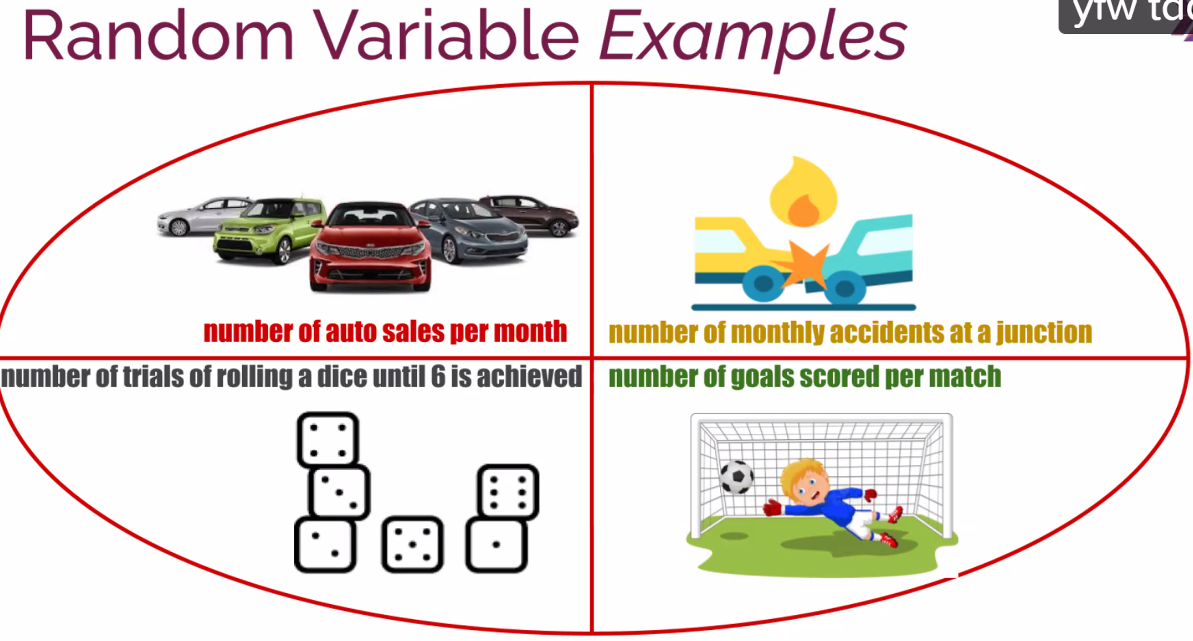 Random Variable Examples
number of auto sales per month
number of monthly accidents at a junction
number of trials of rolling a dice until 6 is achieved
number of goals scored per match